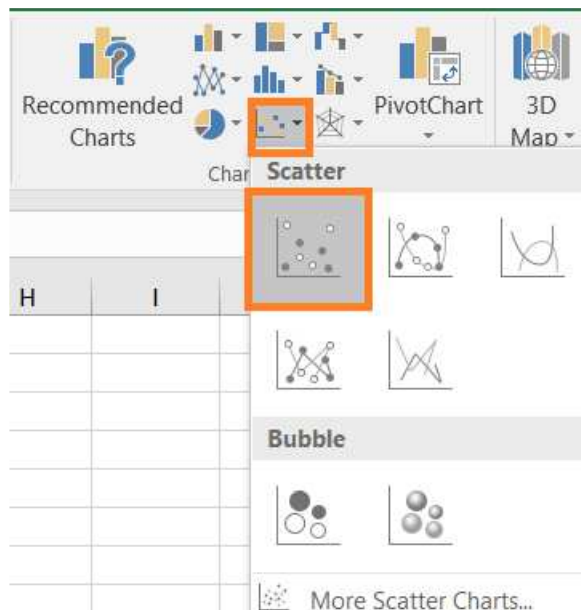 Recommended
Charts
PivotChart
3D
Map
Scatter
H
I
Bubble
More Scatter Charts...